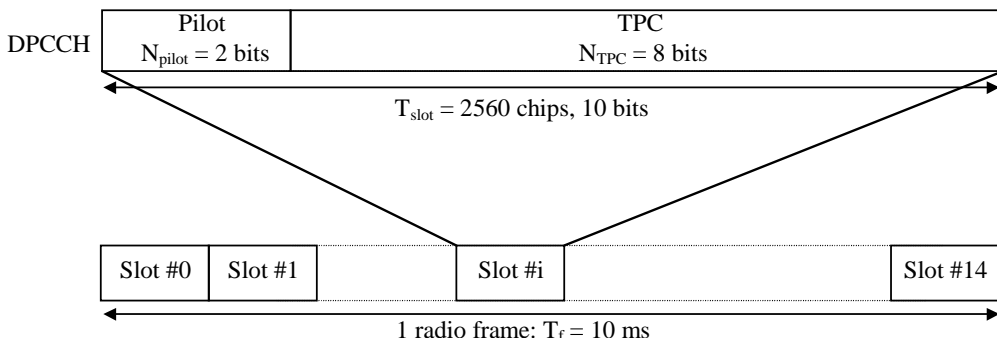 Pilot
TPC
DPCCH
N_pilot = 2 bits
N_TPC = 8 bits
T_slot = 2560 chips, 10 bits
Slot #0
Slot #1
Slot #i
Slot #14
1 radio frame: T_f = 10 ms